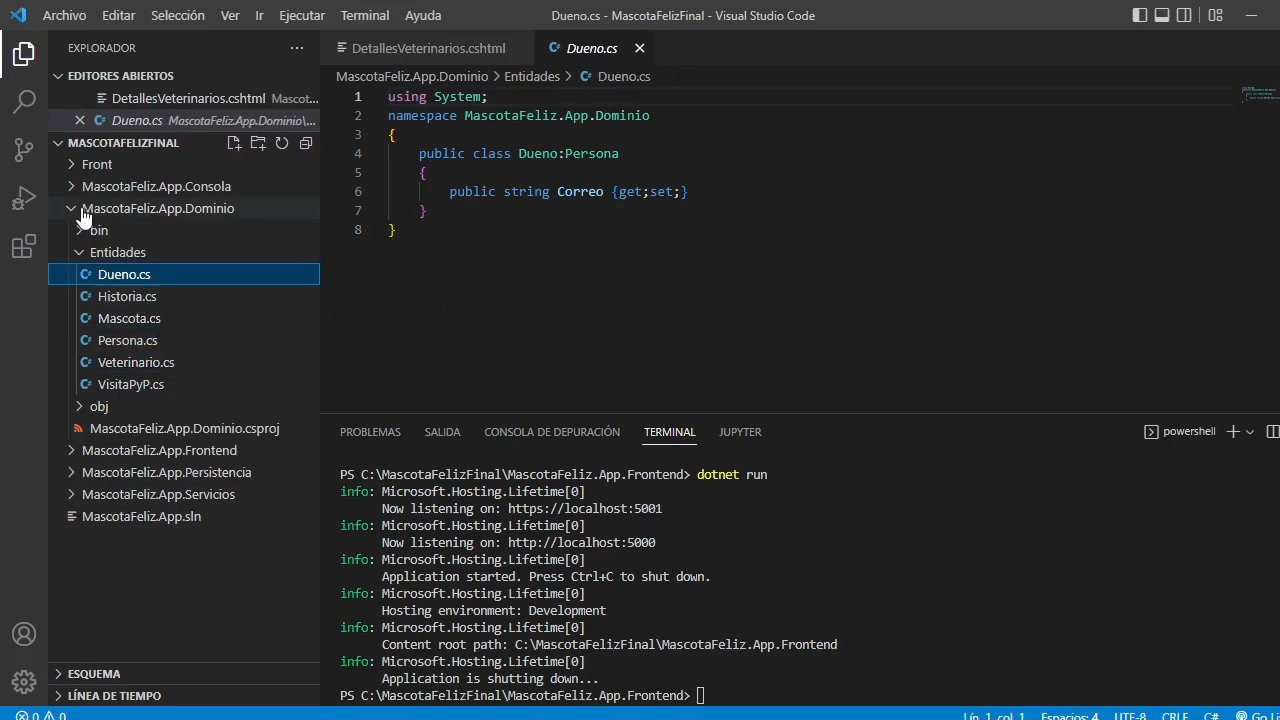 Archivo Editar Selección Ver Ir Ejecutar Terminal Ayuda Dueno.cs - MascotaFelizFinal - Visual Studio Code
EXPLORADOR
EDITORES ABIERTOS
DetallesVeterinarios.cshtml Mascot...
Dueno.cs MascotaFeliz.App.Dominio\...
MASCOTAFELIZFINAL
Front
MascotaFeliz.App.Consola
MascotaFeliz.App.Dominio
bin
Entidades
Dueno.cs
Historia.cs
Mascota.cs
Persona.cs
Veterinario.cs
VisitaPyP.cs
obj
MascotaFeliz.App.Dominio.csproj
MascotaFeliz.App.Frontend
MascotaFeliz.App.Persistencia
MascotaFeliz.App.Servicios
MascotaFeliz.App.sln
ESQUEMA
LÍNEA DE TIEMPO
DetallesVeterinarios.cshtml Dueno.cs
MascotaFeliz.App.Dominio > Entidades > Dueno.cs
1 using System;
2 namespace MascotaFeliz.App.Dominio
3 {
4 public class Dueno:Persona
5 {
6 public string Correo {get;set;}
7 }
8 }
PROBLEMAS SALIDA CONSOLA DE DEPURACIÓN TERMINAL JUPYTER powershell
PS C:\MascotaFelizFinal\MascotaFeliz.App.Frontend> dotnet run
info: Microsoft.Hosting.Lifetime[0]
Now listening on: https://localhost:5001
info: Microsoft.Hosting.Lifetime[0]
Now listening on: http://localhost:5000
info: Microsoft.Hosting.Lifetime[0]
Application started. Press Ctrl+C to shut down.
info: Microsoft.Hosting.Lifetime[0]
Hosting environment: Development
info: Microsoft.Hosting.Lifetime[0]
Content root path: C:\MascotaFelizFinal\MascotaFeliz.App.Frontend
info: Microsoft.Hosting.Lifetime[0]
Application is shutting down...
PS C:\MascotaFelizFinal\MascotaFeliz.App.Frontend>
0 0 Lín. 1, col. 1 Espacios: 4 UTF-8 CRLF C# Go Li